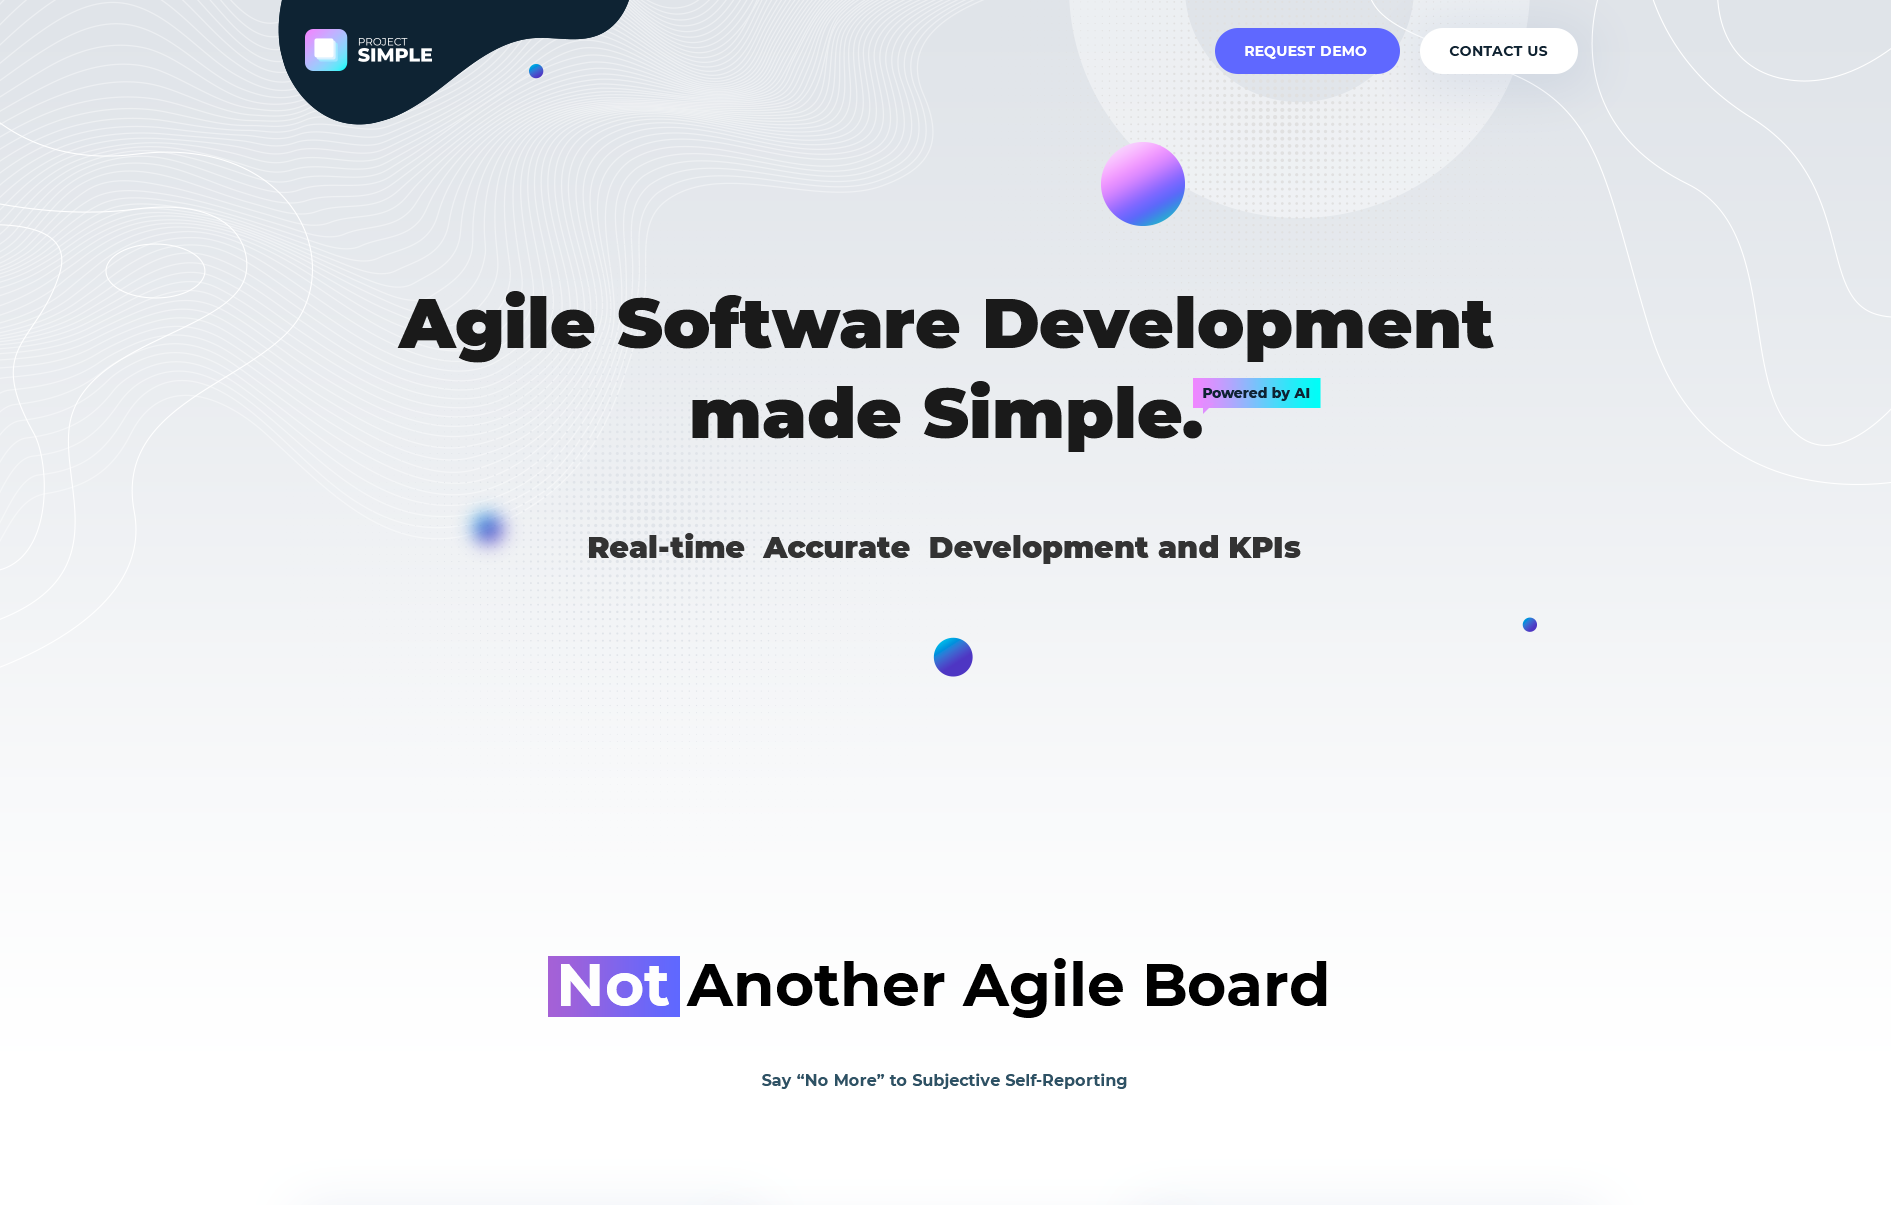 PROJECT
SIMPLE
REQUEST DEMO
CONTACT US
Agile Software Development
made Simple.
Powered by AI
Real-time  Accurate  Development and KPIs
Not Another Agile Board
Say “No More” to Subjective Self-Reporting